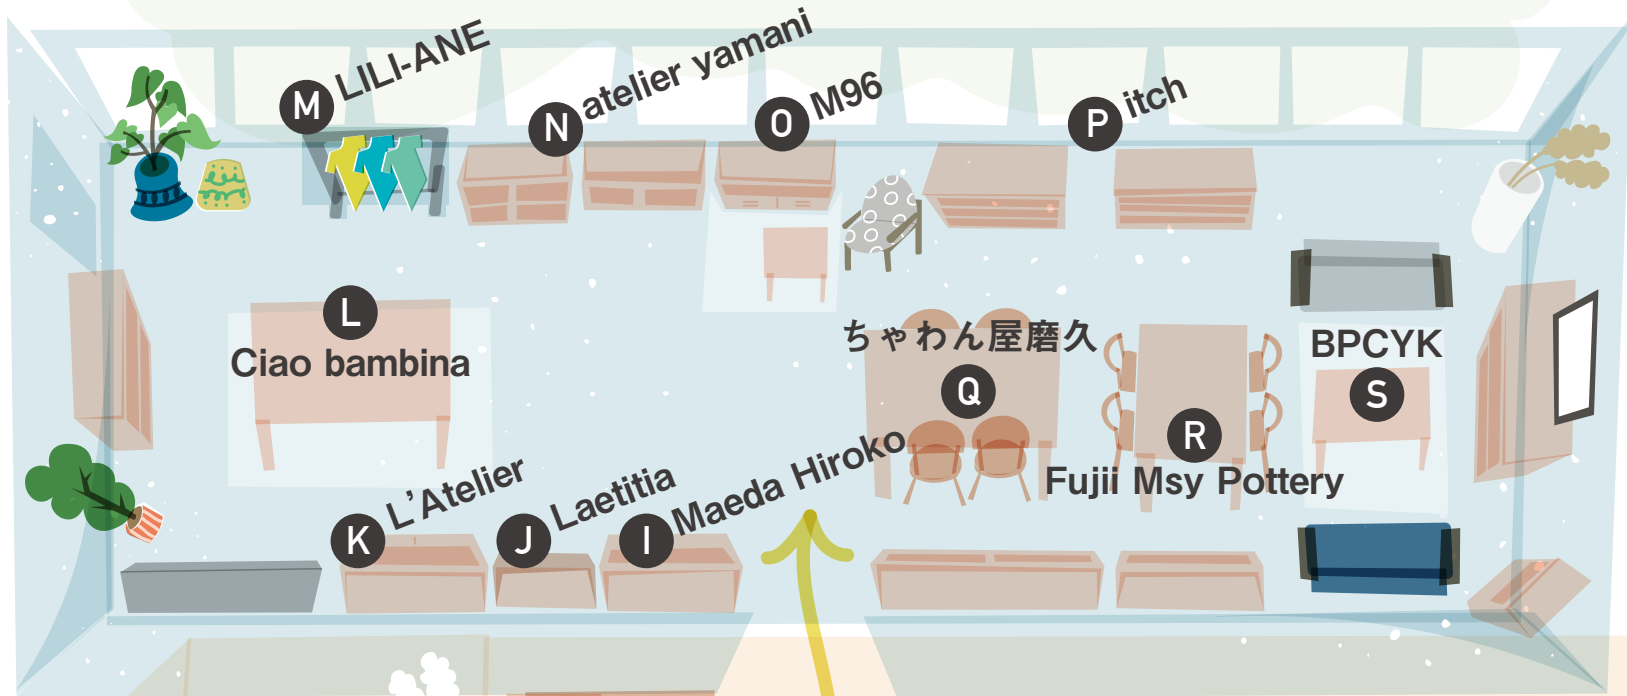 M LILI-ANE
N atelier yamani
O M96
P itch
L
Ciao bambina
ちゃわん屋磨久
Q
BPCYK
S
R
Fujii Msy Pottery
K L'Atelier
J Laetitia
I Maeda Hiroko